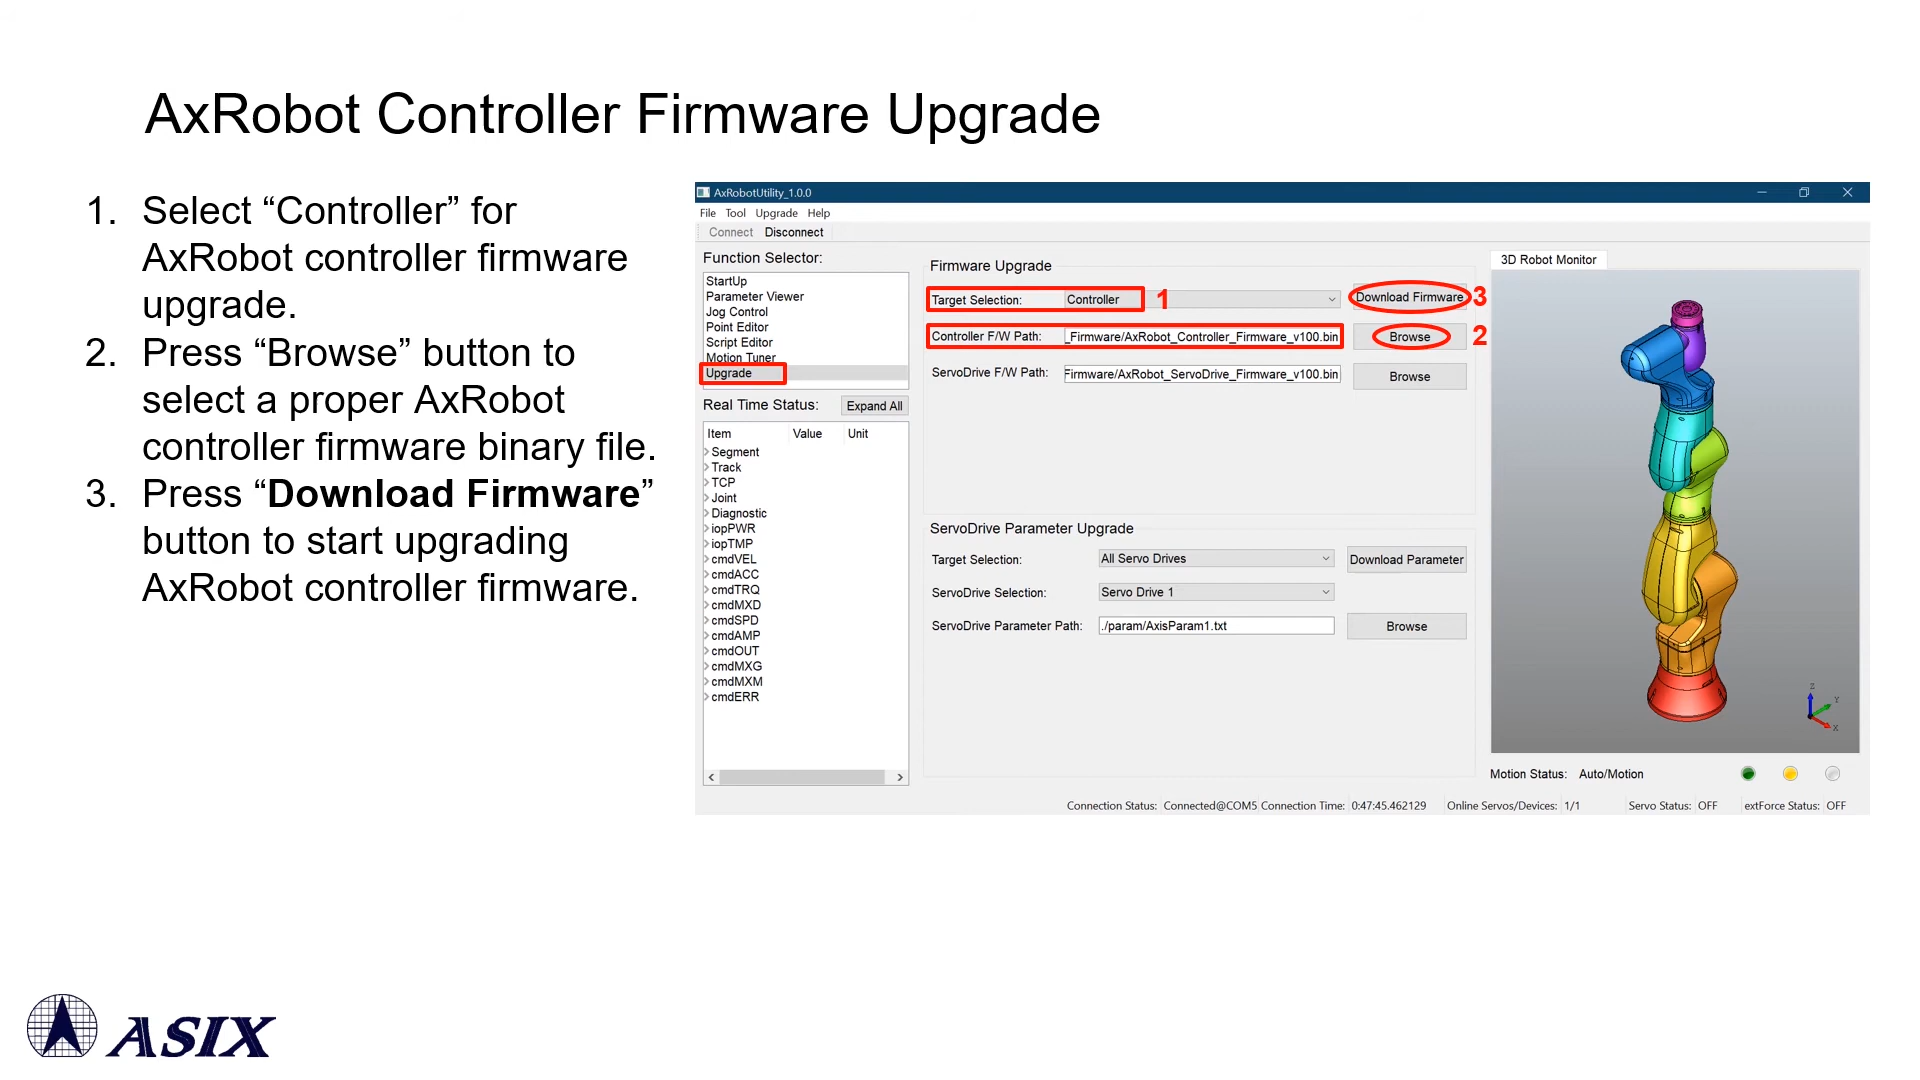 AxRobot Controller Firmware Upgrade
1. Select “Controller” for
AxRobot controller firmware
upgrade.
2. Press “Browse” button to
select a proper AxRobot
controller firmware binary file.
3. Press “Download Firmware”
button to start upgrading
AxRobot controller firmware.
AxRobotUtility_1.0.0
File Tool Upgrade Help
Connect Disconnect
Function Selector:
StartUp
Parameter Viewer
Jog Control
Point Editor
Script Editor
Motion Tuner
Upgrade
Real Time Status: Expand All
Item Value Unit
Segment
Track
TCP
Joint
Diagnostic
iopPWR
iopTMP
cmdVEL
cmdACC
cmdTRQ
cmdMXD
cmdSPD
cmdAMP
cmdOUT
cmdMXG
cmdMXM
cmdERR
Firmware Upgrade
Target Selection: Controller 1 Download Firmware 3
Controller F/W Path: _Firmware/AxRobot_Controller_Firmware_v100.bin Browse 2
ServoDrive F/W Path: Firmware/AxRobot_ServoDrive_Firmware_v100.bin Browse
ServoDrive Parameter Upgrade
Target Selection: All Servo Drives Download Parameter
ServoDrive Selection: Servo Drive 1
ServoDrive Parameter Path: ./param/AxisParam1.txt Browse
3D Robot Monitor
Z
Y
X
Motion Status: Auto/Motion
Connection Status: Connected@COM5 Connection Time: 0:47:45.462129 Online Servos/Devices: 1/1 Servo Status: OFF extForce Status: OFF
ASIX